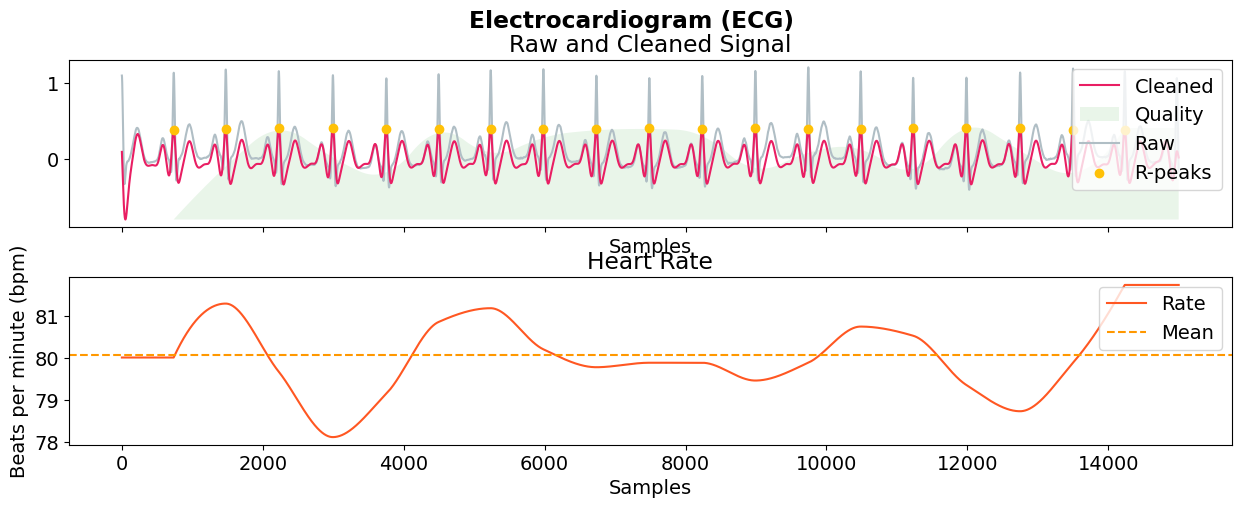 Electrocardiogram (ECG)
Raw and Cleaned Signal
1
0
Cleaned
Quality
Raw
R-peaks
Samples
Heart Rate
Beats per minute (bpm)
81
80
79
78
Rate
Mean
0 2000 4000 6000 8000 10000 12000 14000
Samples